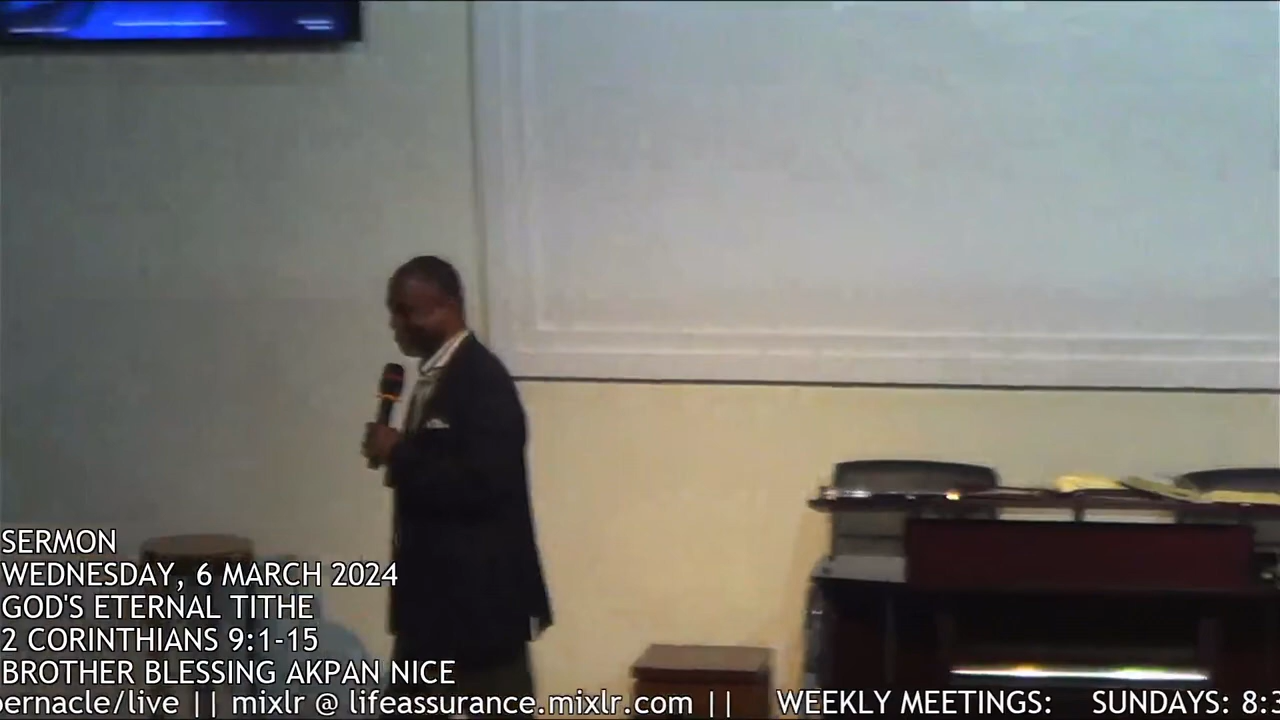 SERMON
WEDNESDAY, 6 MARCH 2024
GOD'S ETERNAL TITHE
2 CORINTHIANS 9:1-15
BROTHER BLESSING AKPAN NICE
bernacle/live || mixlr @ lifeassurance.mixlr.com || WEEKLY MEETINGS: SUNDAYS: 8:3